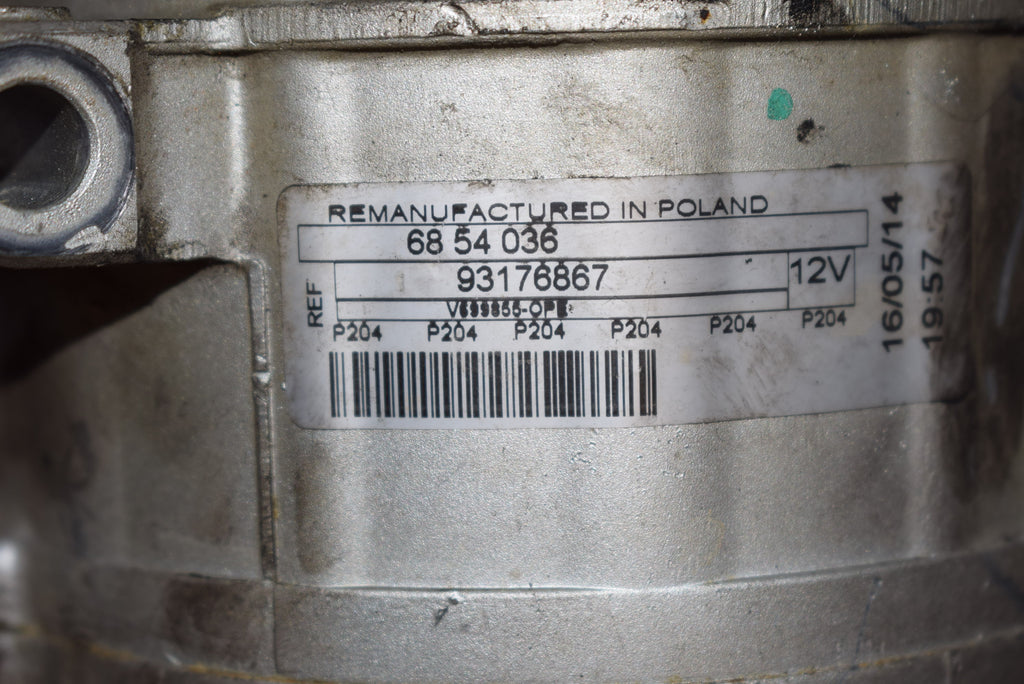 REMANUFACTURED IN POLAND
68 54 036
REF
93176867
12V
P204 P204 P204 P204 P204 P204
16/05/14
19:57